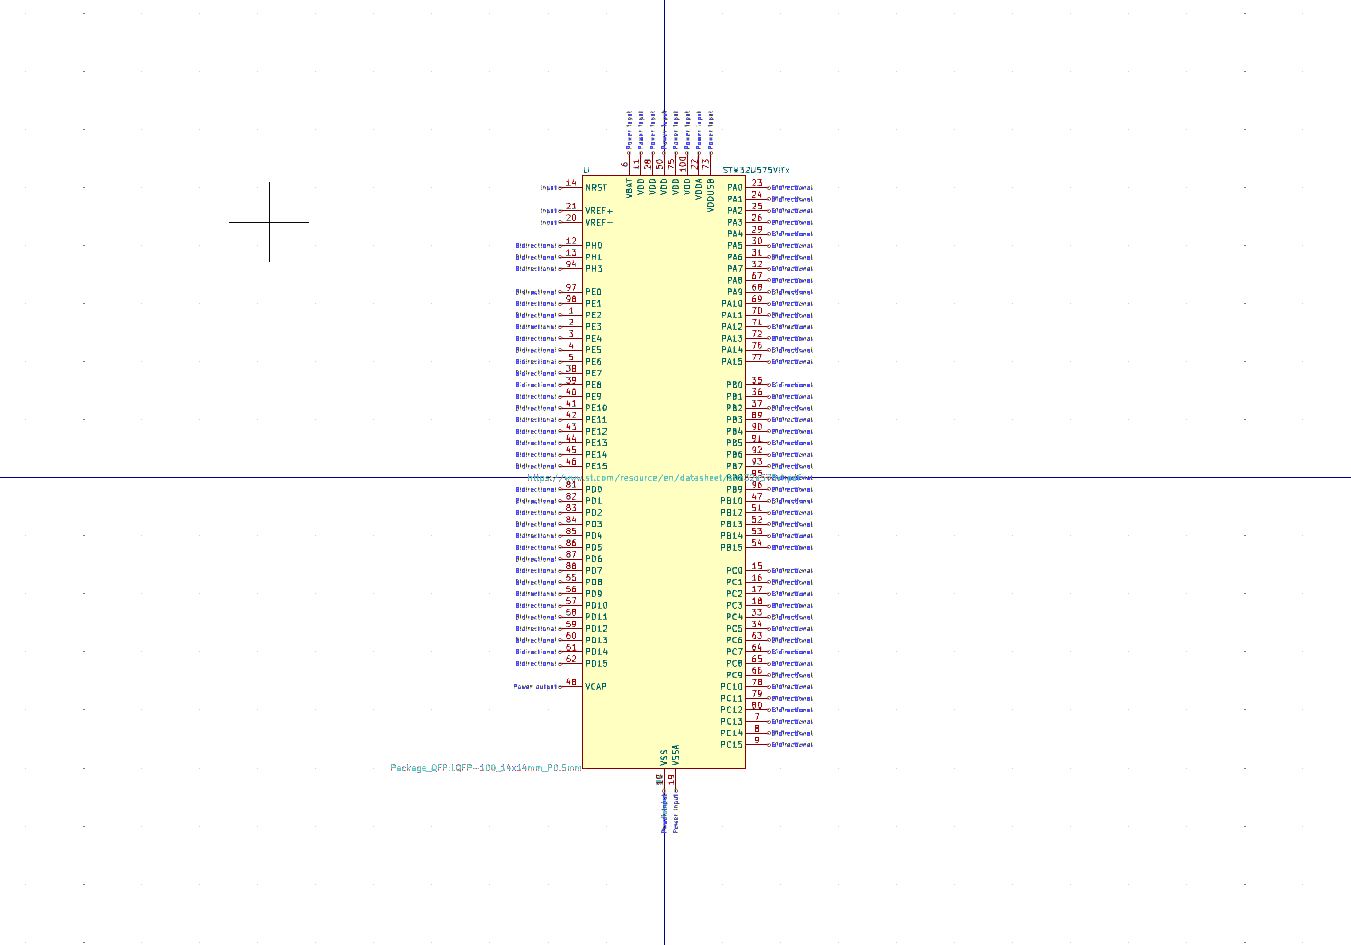 Power Input Power Input Power Input Power Input Power Input Power Input Power Input Power Input
6 11 28 50 75 100 22 73
VBAT VDD VDD VDD VDD VDD VDDA VDDUSB
STM32U575VITx
Input 14 NRST PA0 23 Bidirectional
PA1 24 Bidirectional
Input 21 VREF+ PA2 25 Bidirectional
Input 20 VREF- PA3 26 Bidirectional
PA4 29 Bidirectional
Bidirectional 12 PH0 PA5 30 Bidirectional
Bidirectional 13 PH1 PA6 31 Bidirectional
Bidirectional 94 PH3 PA7 32 Bidirectional
PA8 67 Bidirectional
Bidirectional 97 PE0 PA9 68 Bidirectional
Bidirectional 98 PE1 PA10 69 Bidirectional
Bidirectional 1 PE2 PA11 70 Bidirectional
Bidirectional 2 PE3 PA12 71 Bidirectional
Bidirectional 3 PE4 PA13 72 Bidirectional
Bidirectional 4 PE5 PA14 76 Bidirectional
Bidirectional 5 PE6 PA15 77 Bidirectional
Bidirectional 38 PE7
Bidirectional 39 PE8 PB0 35 Bidirectional
Bidirectional 40 PE9 PB1 36 Bidirectional
Bidirectional 41 PE10 PB2 37 Bidirectional
Bidirectional 42 PE11 PB3 89 Bidirectional
Bidirectional 43 PE12 PB4 90 Bidirectional
Bidirectional 44 PE13 PB5 91 Bidirectional
Bidirectional 45 PE14 PB6 92 Bidirectional
Bidirectional 46 PE15 PB7 93 Bidirectional
https://www.st.com/resource/en/datasheet/ PB8 95 Bidirectional
Bidirectional 81 PD0 PB9 96 Bidirectional
Bidirectional 82 PD1 PB10 47 Bidirectional
Bidirectional 83 PD2 PB12 51 Bidirectional
Bidirectional 84 PD3 PB13 52 Bidirectional
Bidirectional 85 PD4 PB14 53 Bidirectional
Bidirectional 86 PD5 PB15 54 Bidirectional
Bidirectional 87 PD6
Bidirectional 88 PD7 PC0 15 Bidirectional
Bidirectional 55 PD8 PC1 16 Bidirectional
Bidirectional 56 PD9 PC2 17 Bidirectional
Bidirectional 57 PD10 PC3 18 Bidirectional
Bidirectional 58 PD11 PC4 33 Bidirectional
Bidirectional 59 PD12 PC5 34 Bidirectional
Bidirectional 60 PD13 PC6 63 Bidirectional
Bidirectional 61 PD14 PC7 64 Bidirectional
Bidirectional 62 PD15 PC8 65 Bidirectional
PC9 66 Bidirectional
Power output 48 VCAP PC10 78 Bidirectional
PC11 79 Bidirectional
PC12 80 Bidirectional
PC13 7 Bidirectional
PC14 8 Bidirectional
PC15 9 Bidirectional
VSS VSSA
Package_QFP:LQFP-100_14x14mm_P0.5mm
19
Power Input